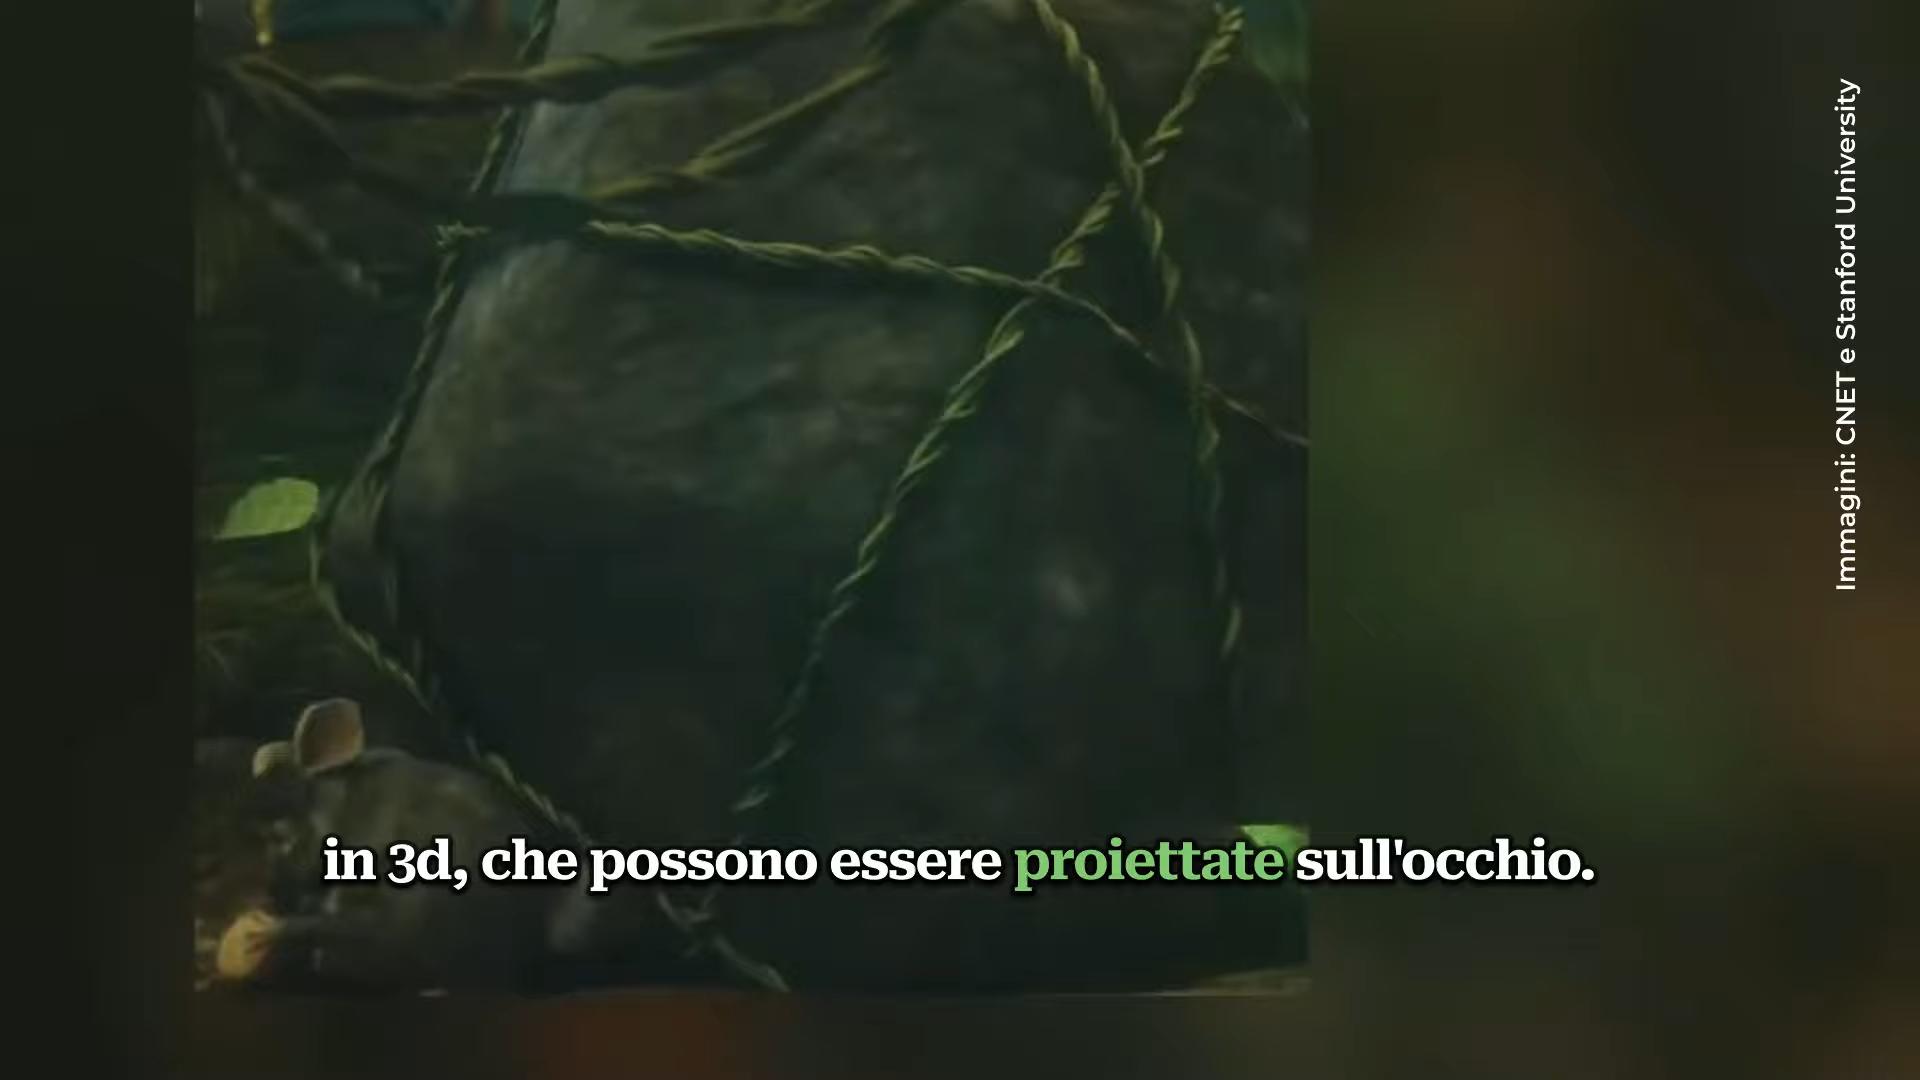 in 3d, che possono essere proiettate sull'occhio.
Immagini: CNET e Stanford University